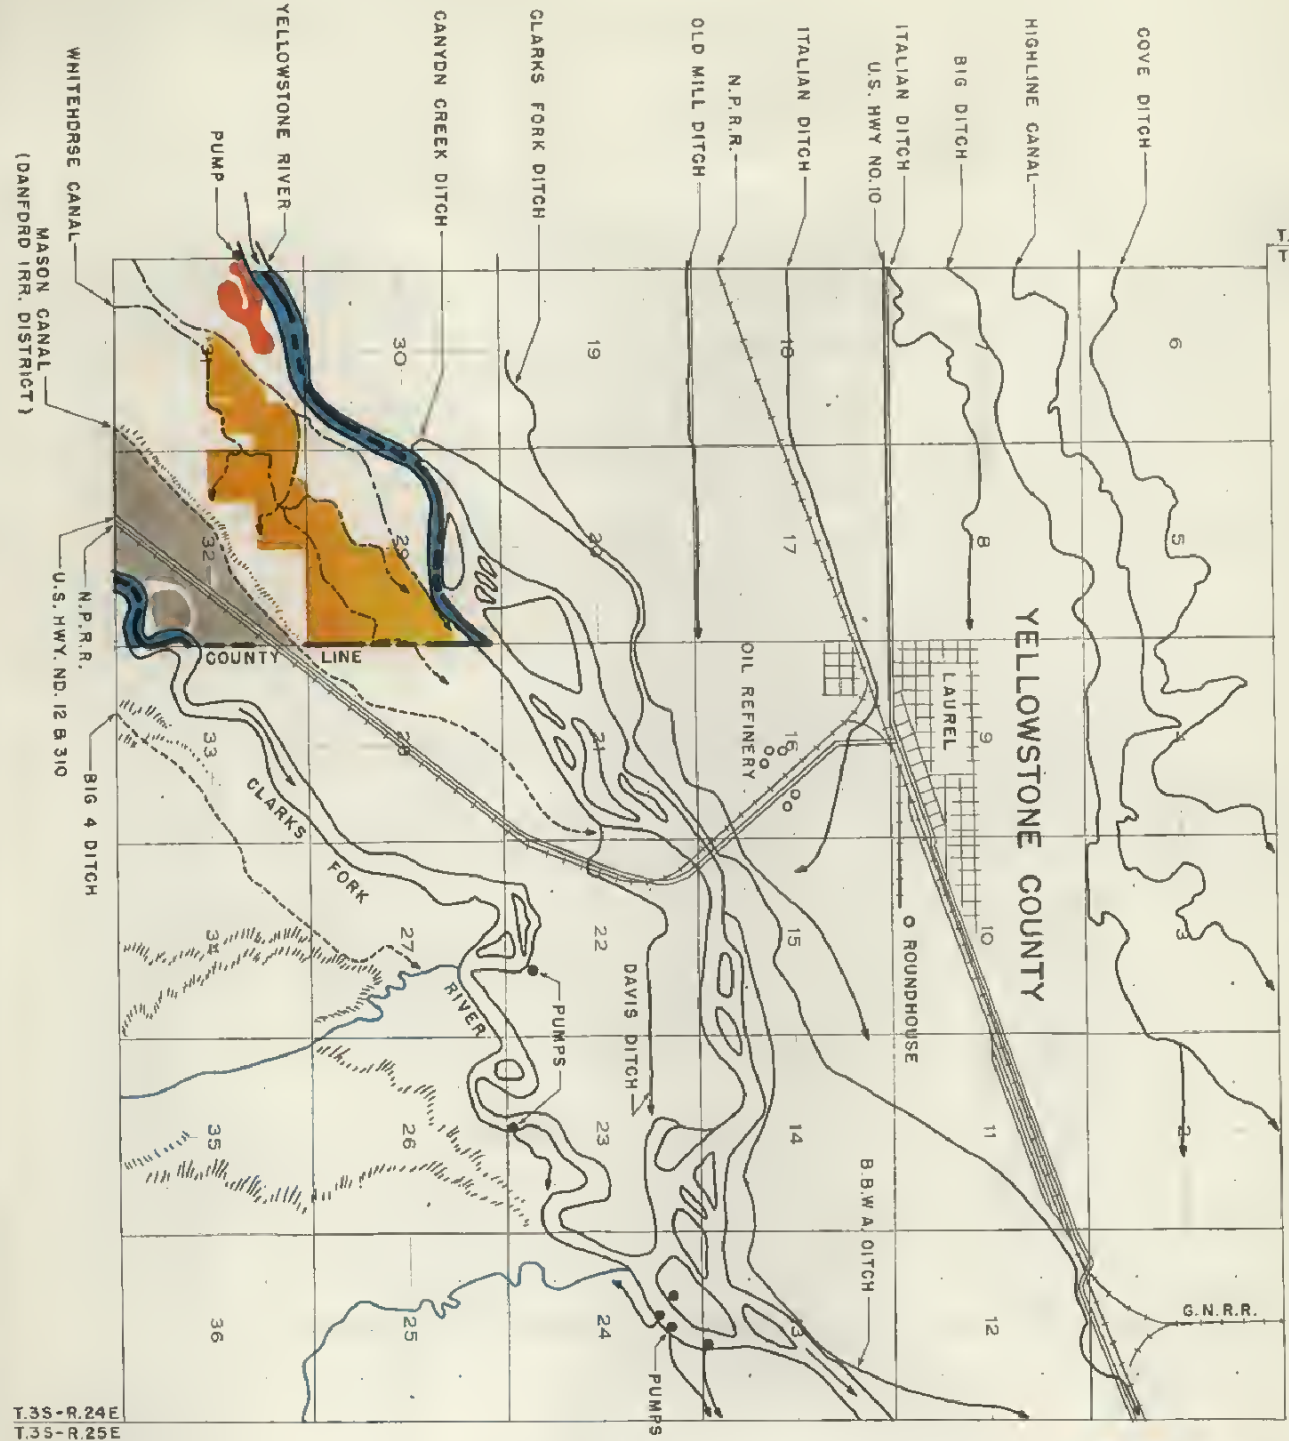 COVE DITCH
HIGHLINE CANAL
BIG DITCH
ITALIAN DITCH
U.S. HWY NO.10
ITALIAN DITCH
N.P.R.R.
OLD MILL DITCH
CLARKS FORK DITCH
CANYON CREEK DITCH
YELLOWSTONE RIVER
PUMP
WHITEHORSE CANAL
MASON CANAL
(DANFORD IRR. DISTRICT)
T.
T
6
5
3
2
7
8
9
10
11
12
18
17
16
15
14
13
19
20
21
22
23
24
30
29
28
27
26
25
31
32
33
34
35
36
YELLOWSTONE COUNTY
LAUREL
OIL REFINERY
ROUNDHOUSE
COUNTY LINE
N.P.R.R.
U.S. HWY. NO. 12 & 310
BIG 4 DITCH
CLARKS
FORK
RIVER
PUMPS
DAVIS DITCH
B.B.W.A. DITCH
G.N.R.R.
PUMPS
T.3S-R.24E
T.3S-R.25E